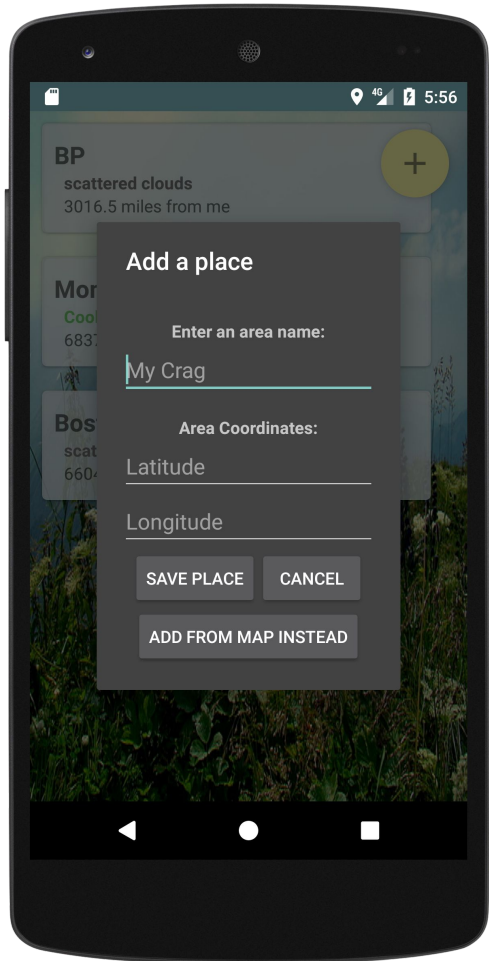 4G 5:56
BP
scattered clouds
3016.5 miles from me
Add a place
Enter an area name:
My Crag
Area Coordinates:
Latitude
Longitude
SAVE PLACE CANCEL
ADD FROM MAP INSTEAD